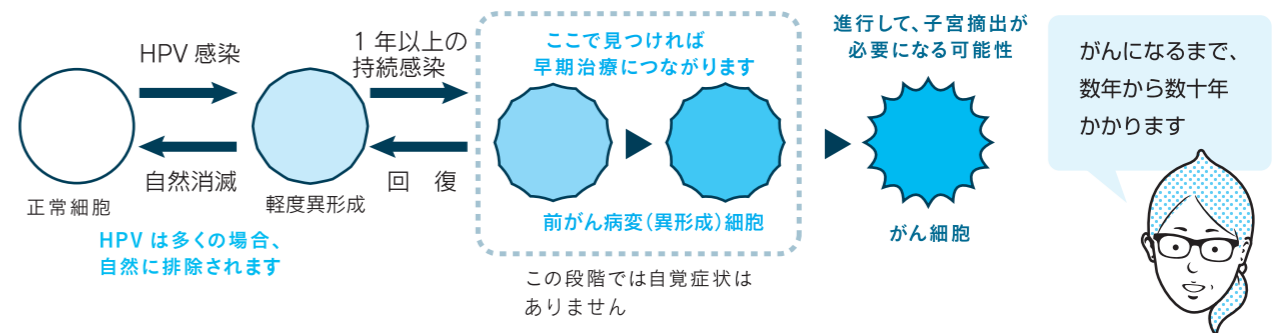 HPV 感染
自然消滅
正常細胞
HPV は多くの場合、
自然に排除されます
1 年以上の
持続感染
回 復
軽度異形成
ここで見つければ
早期治療につながります
前がん病変(異形成)細胞
この段階では自覚症状は
ありません
進行して、子宮摘出が
必要になる可能性
がん細胞
がんになるまで、
数年から数十年
かかります